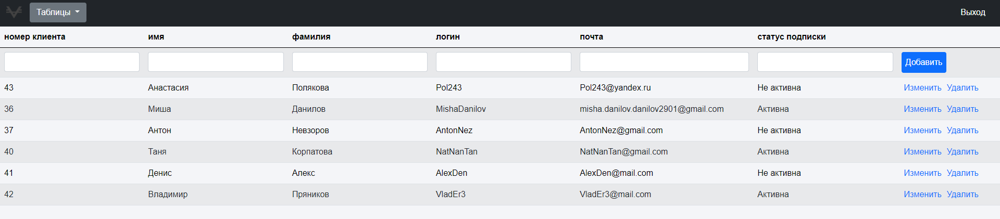 Таблицы Выход
номер клиента имя фамилия логин почта статус подписки
Добавить
43 Анастасия Полякова Pol243 Pol243@yandex.ru Не активна Изменить Удалить
36 Миша Данилов MishaDanilov misha.danilov.danilov2901@gmail.com Активна Изменить Удалить
37 Антон Невзоров AntonNez AntonNez@gmail.com Не активна Изменить Удалить
40 Таня Корпатова NatNanTan NatNanTan@gmail.com Активна Изменить Удалить
41 Денис Алекс AlexDen AlexDen@mail.com Не активна Изменить Удалить
42 Владимир Пряников VladEr3 VladEr3@mail.com Активна Изменить Удалить